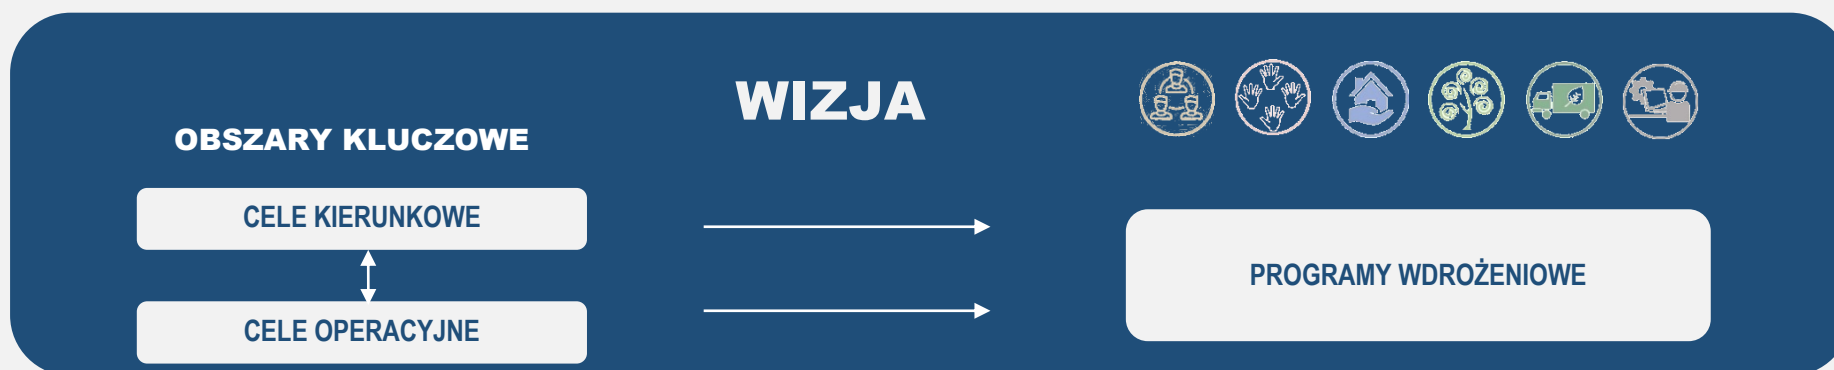 WIZJA
OBSZARY KLUCZOWE
CELE KIERUNKOWE
CELE OPERACYJNE
PROGRAMY WDROŻENIOWE